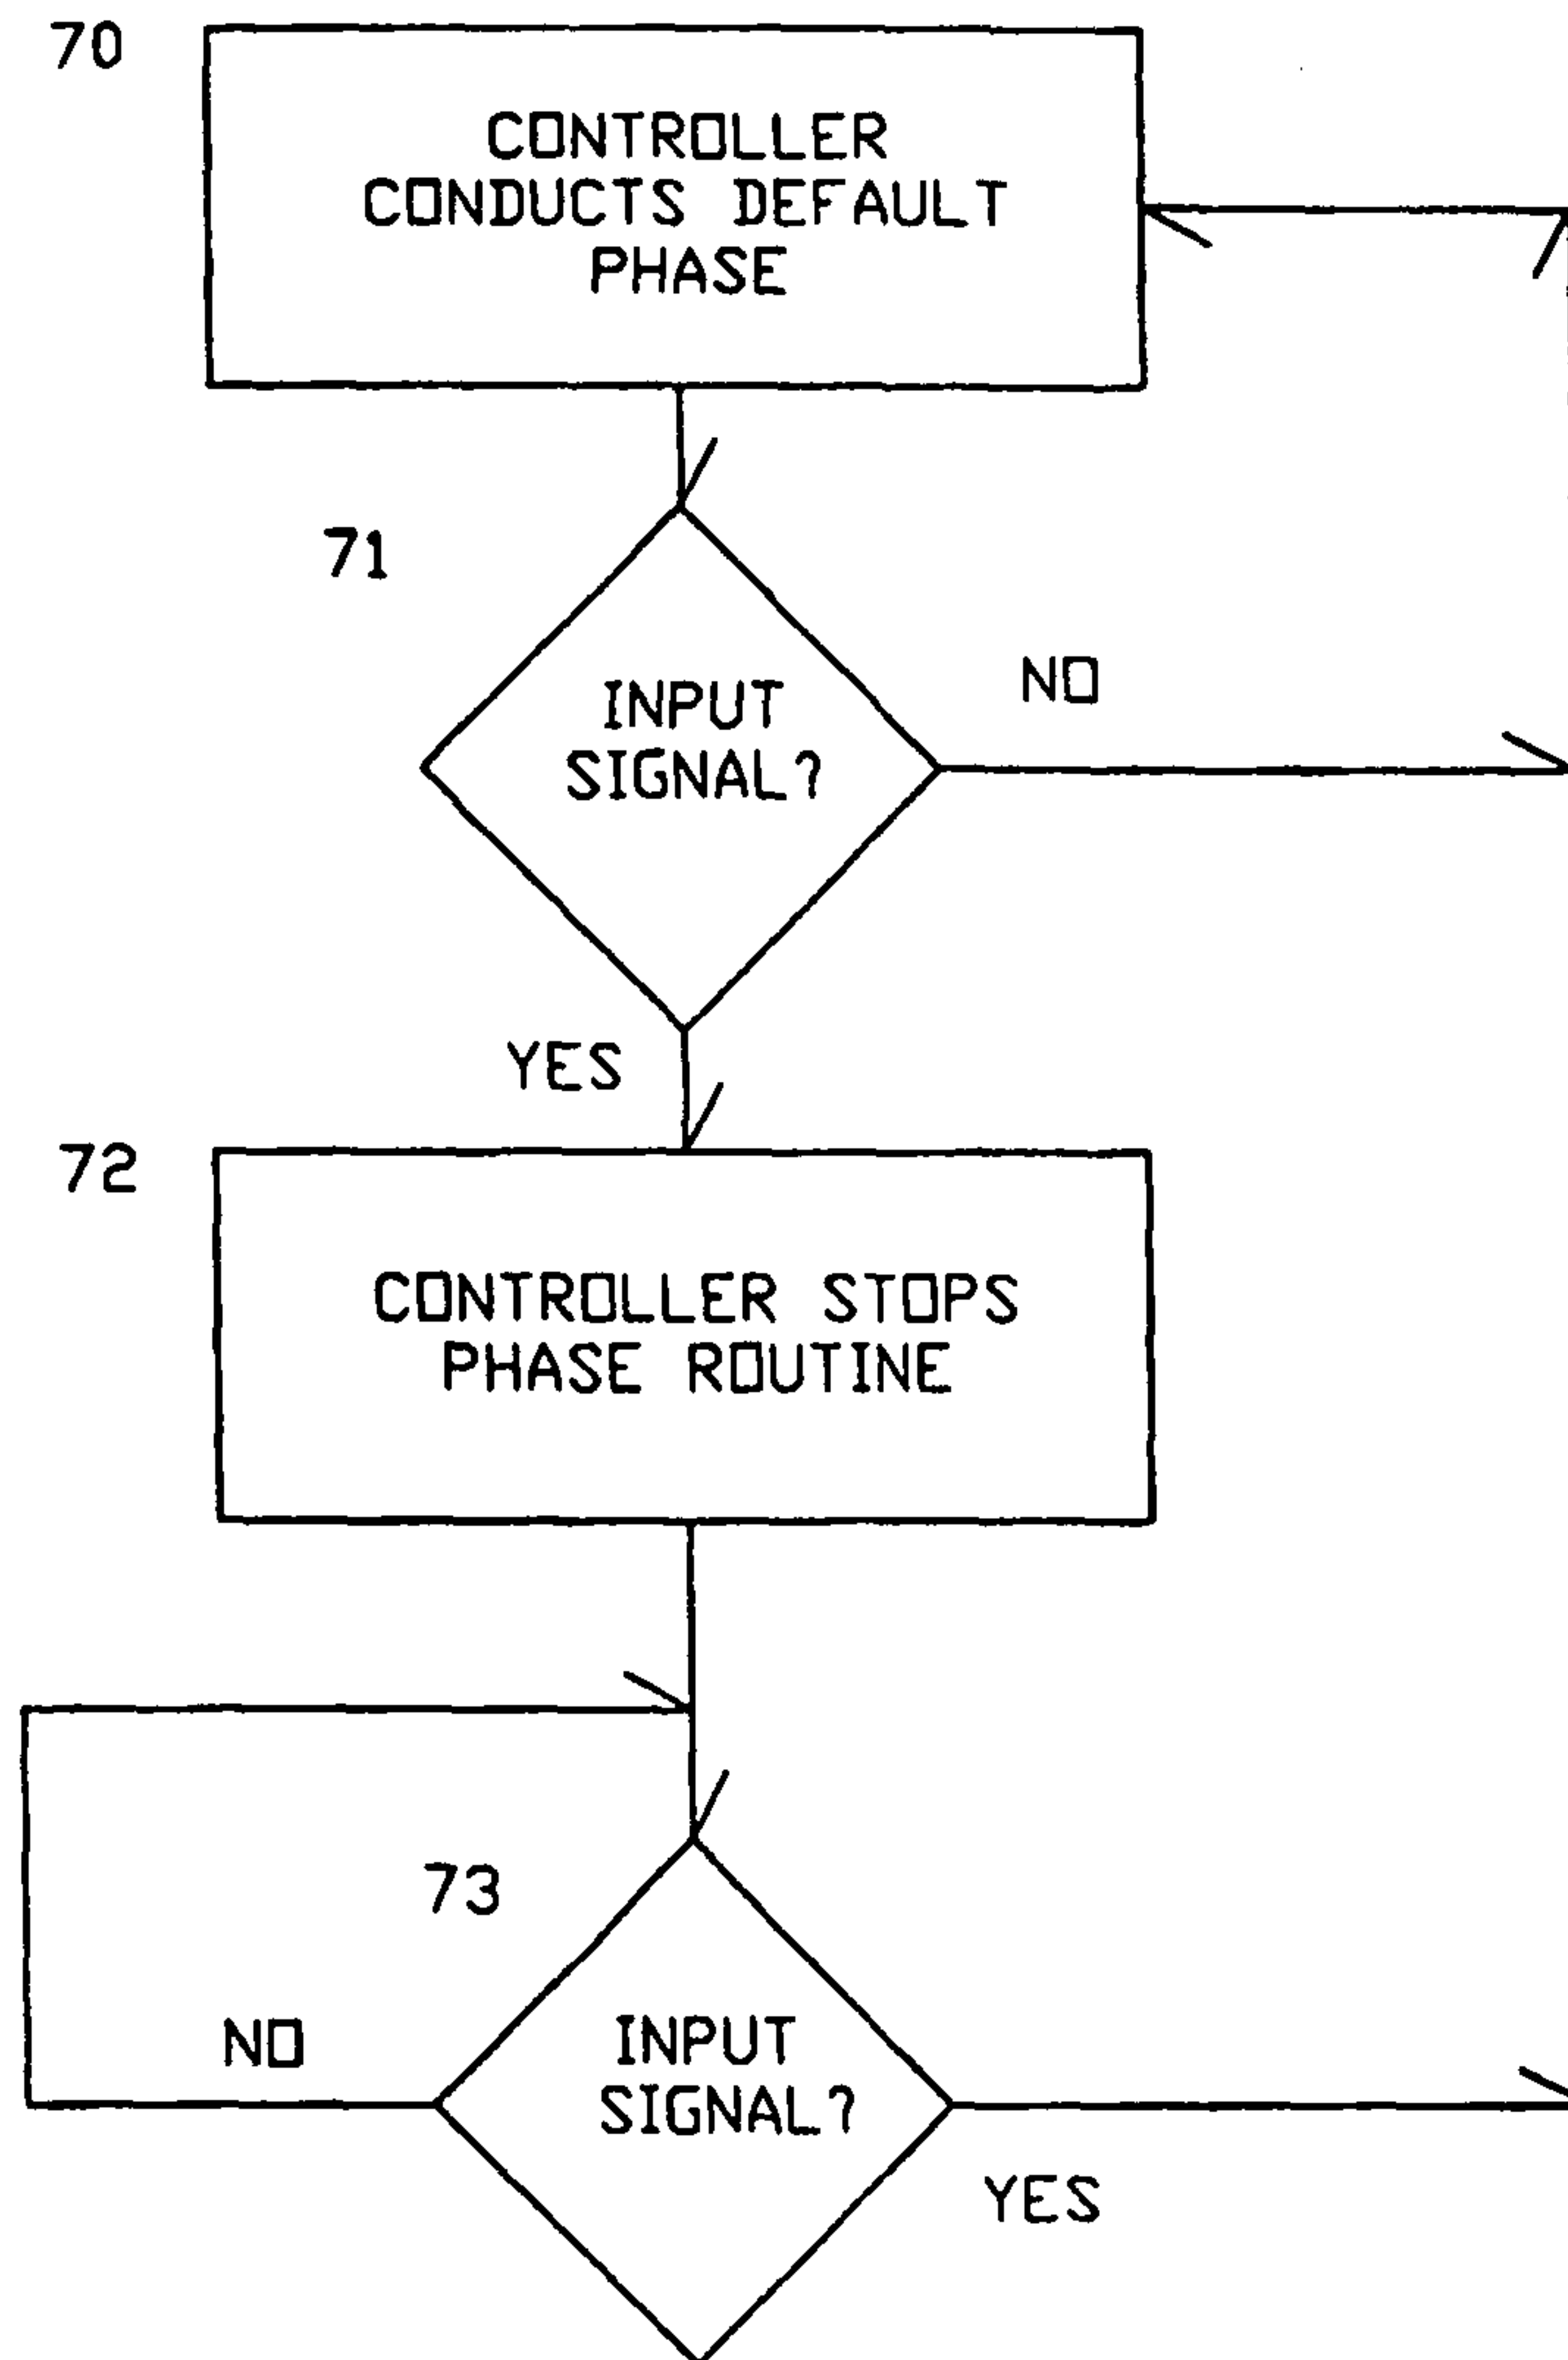 70
CONTROLLER
CONDUCTS DEFAULT
PHASE
71
INPUT
SIGNAL?
NO
YES
72
CONTROLLER STOPS
PHASE ROUTINE
73
INPUT
SIGNAL?
NO
YES